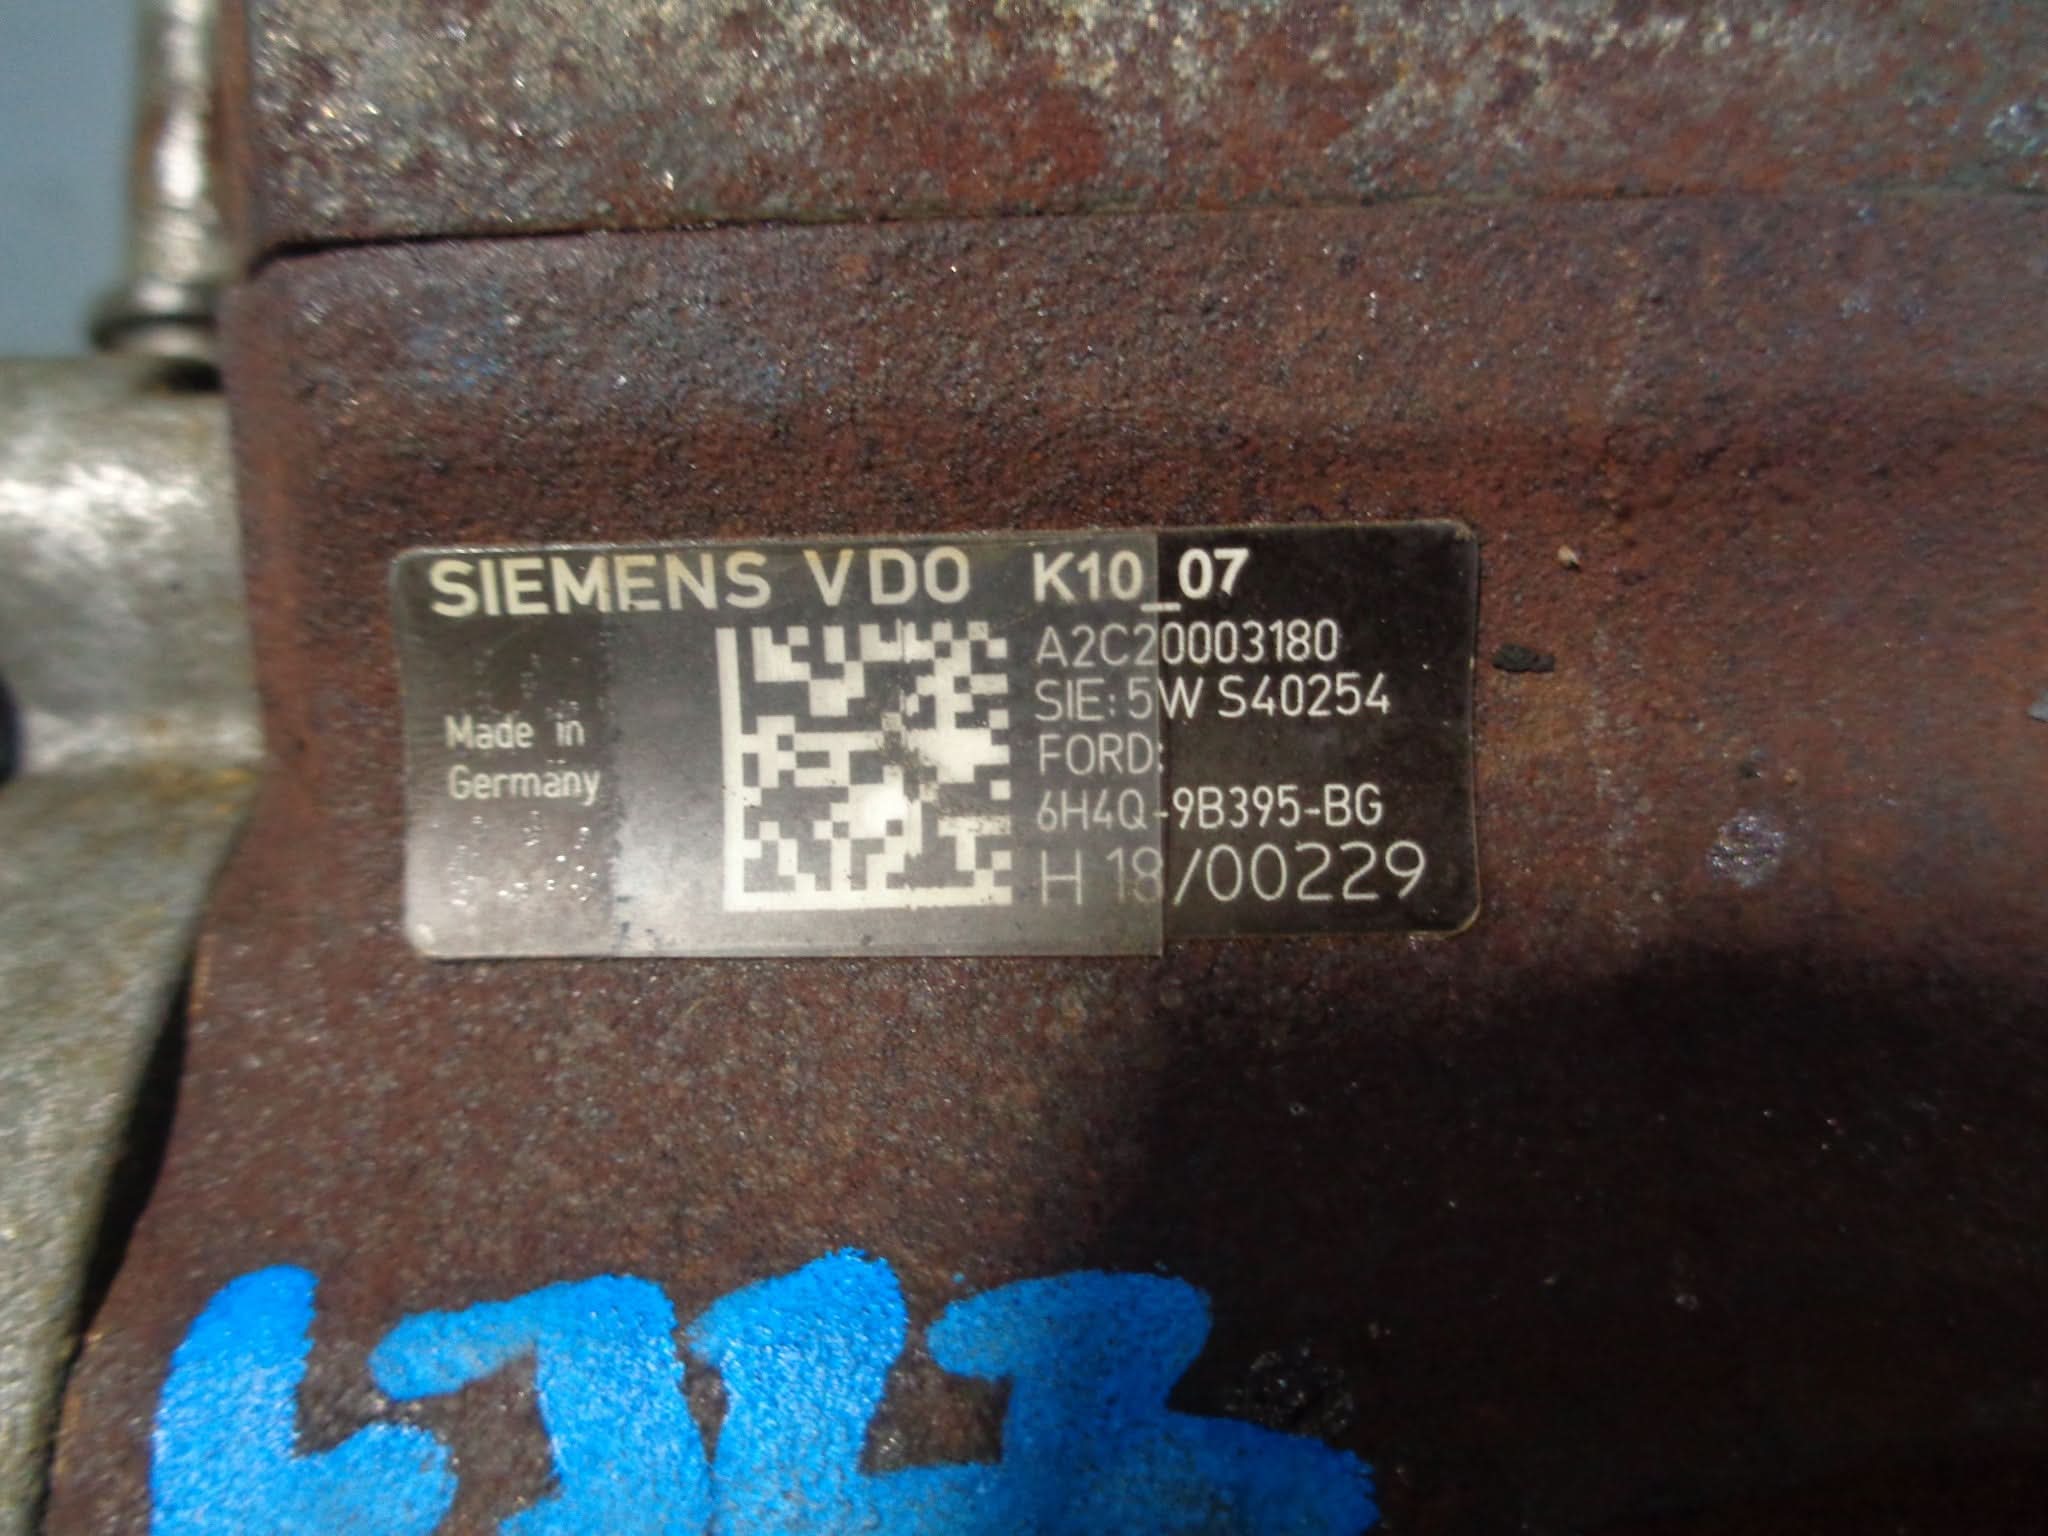 SIEMENS VDO K10_07
A2C20003180
SIE: 5W S40254
Made in
Germany
FORD:
6H4Q-9B395-BG
H 18/00229